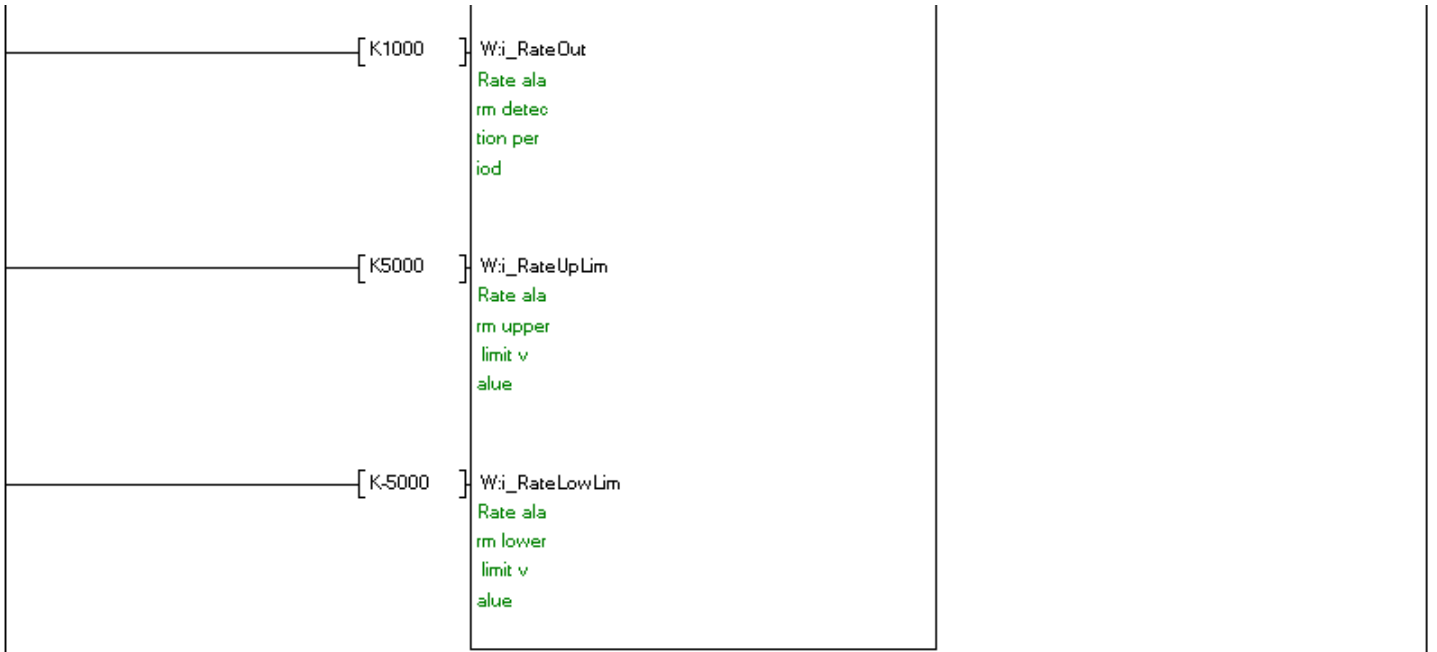 K1000 W:i_RateOut
Rate ala
rm detec
tion per
iod
K5000 W:i_RateUpLim
Rate ala
rm upper
limit v
alue
K-5000 W:i_RateLowLim
Rate ala
rm lower
limit v
alue